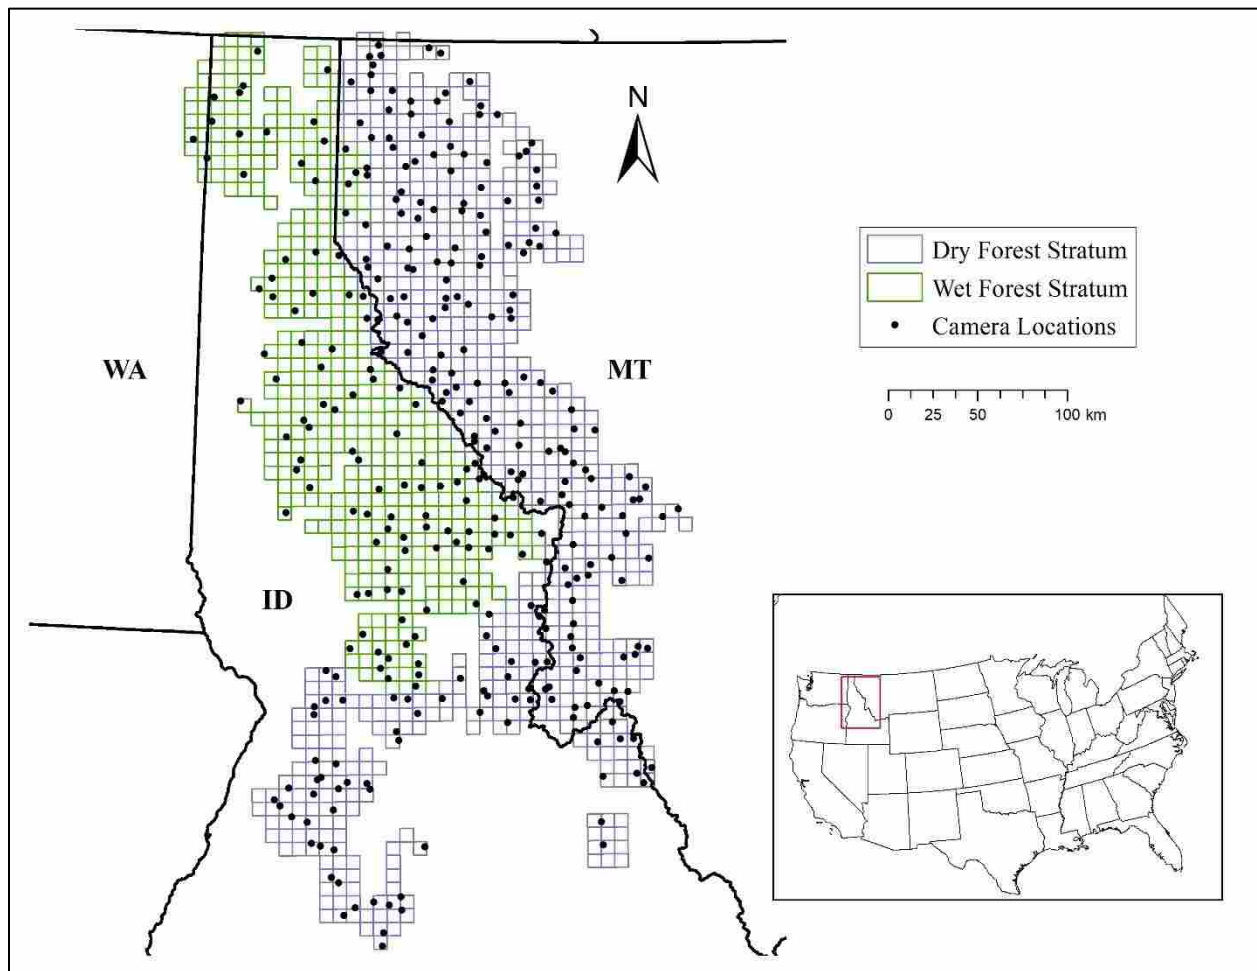 N
Dry Forest Stratum
Wet Forest Stratum
Camera Locations
WA
MT
0 25 50 100 km
ID